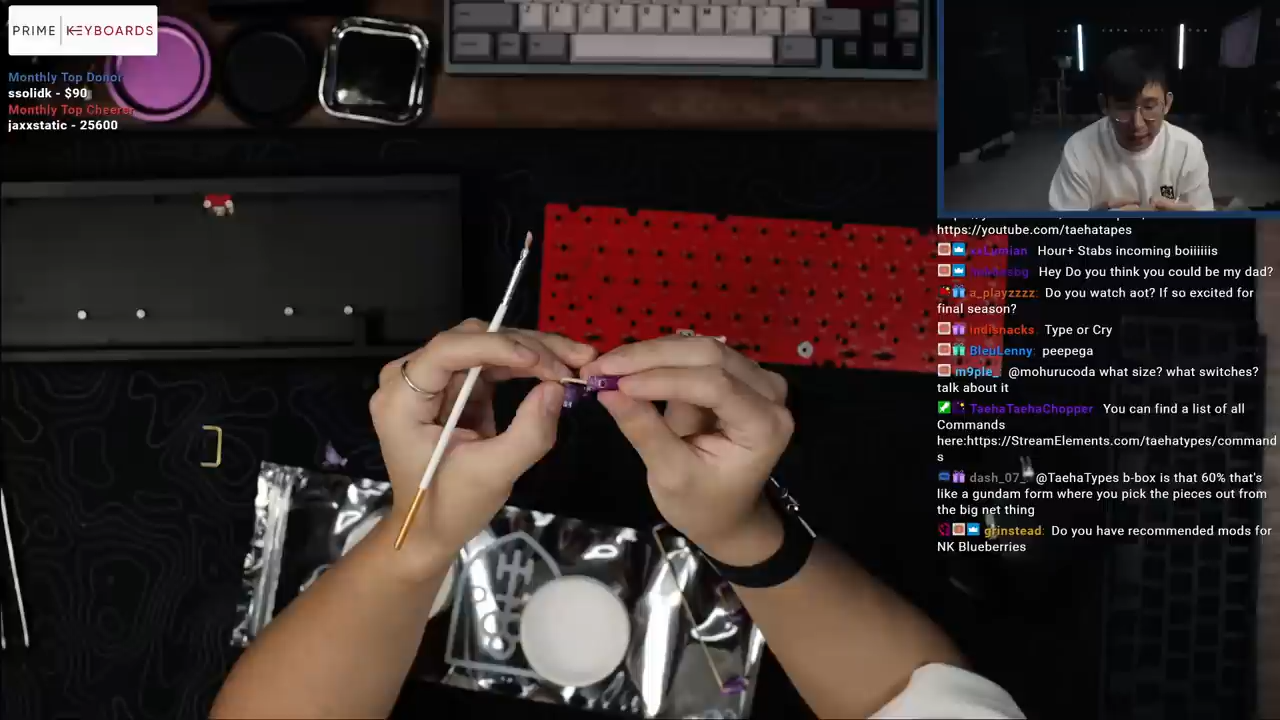 PRIME | KEYBOARDS
Monthly Top Donor
ssolidk - $90
Monthly Top Cheerer
jaxxstatic - 25600
https://youtube.com/taehatapes
Hour+ Stabs incoming boiiiiiis
Hey Do you think you could be my dad?
a_playzzzz: Do you watch aot? If so excited for
final season?
indisnacks: Type or Cry
BleuLenny: peepega
m9ple_: @mohurucoda what size? what switches?
talk about it
TaehaTaehaChopper You can find a list of all
Commands
here:https://StreamElements.com/taehatypes/command
s
dash_07_: @TaehaTypes b-box is that 60% that's
like a gundam form where you pick the pieces out from
the big net thing
grinstead: Do you have recommended mods for
NK Blueberries